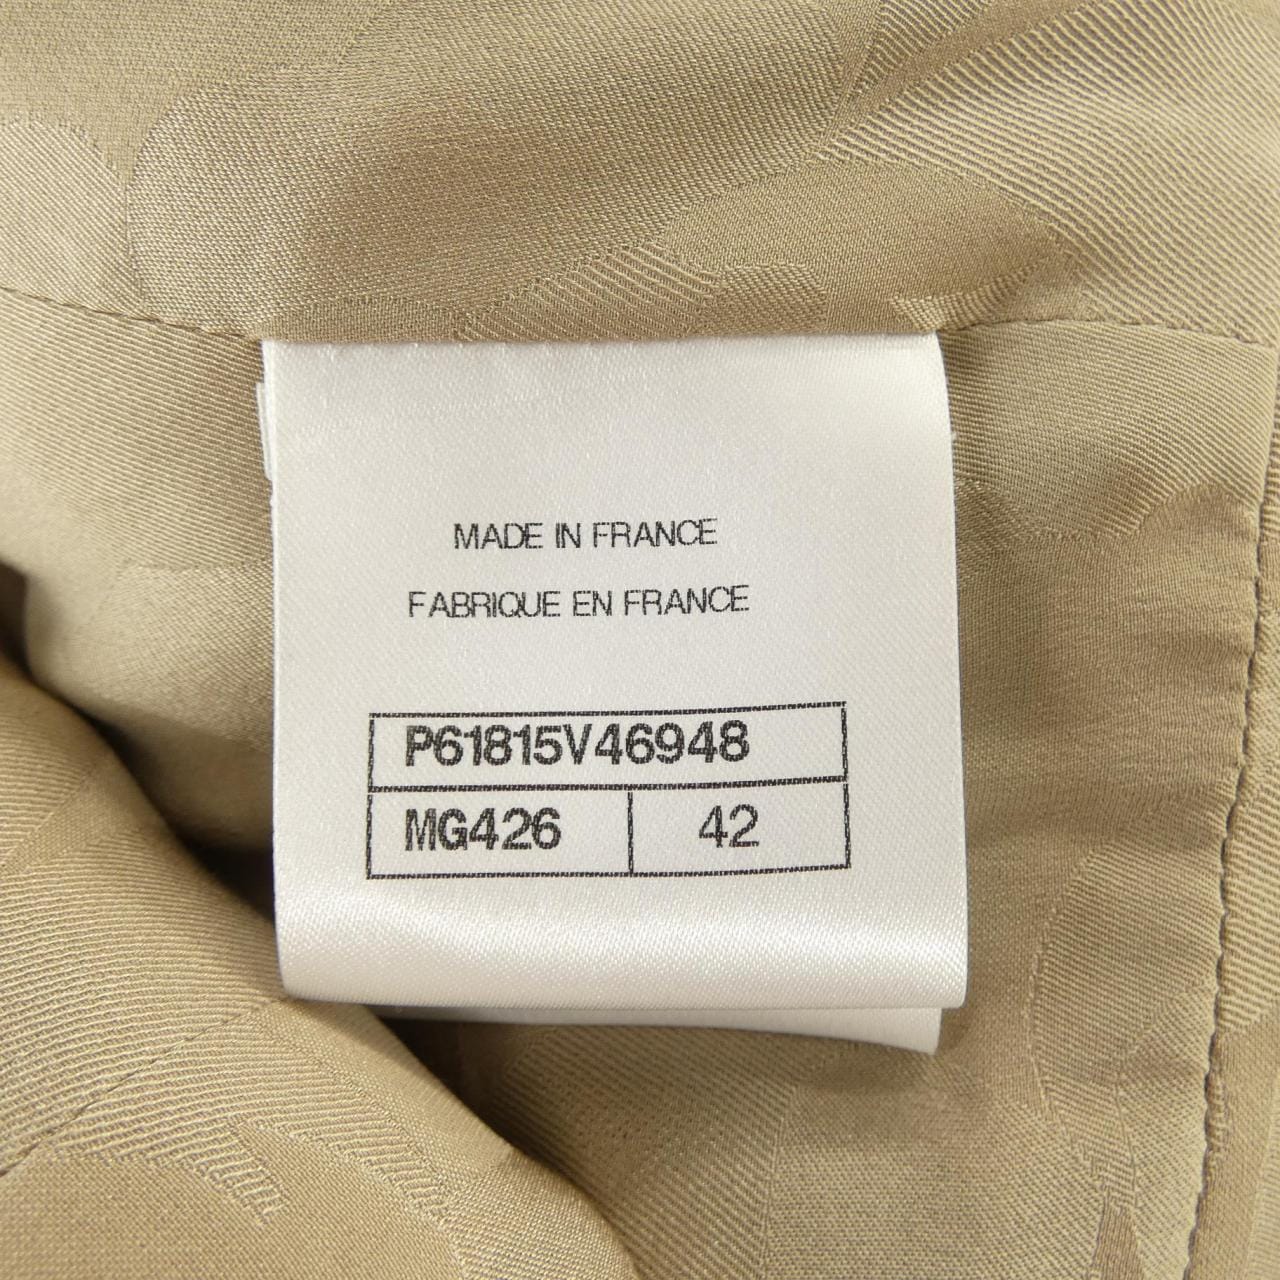 MADE IN FRANCE
FABRIQUE EN FRANCE
P61815V46948
MG426 42